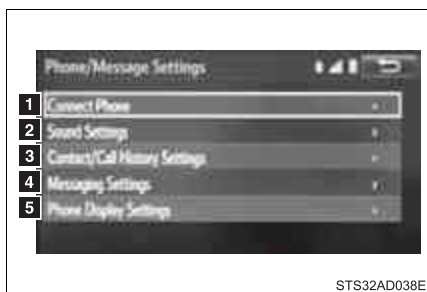 Phone/Message Settings
1 Connect Phone
2 Sound Settings
3 Contact/Call History Settings
4 Messaging Settings
5 Phone Display Settings
STS32AD038E